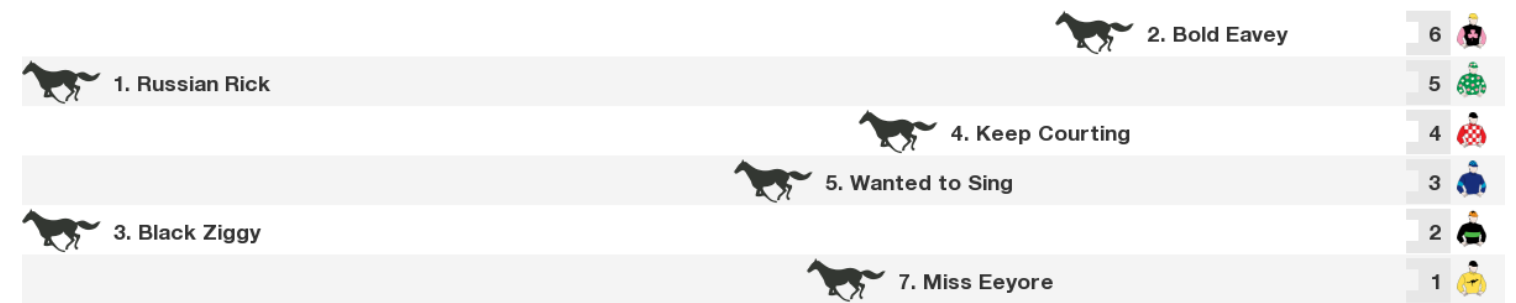 2. Bold Eavey 6
1. Russian Rick 5
4. Keep Courting 4
5. Wanted to Sing 3
3. Black Ziggy 2
7. Miss Eeyore 1